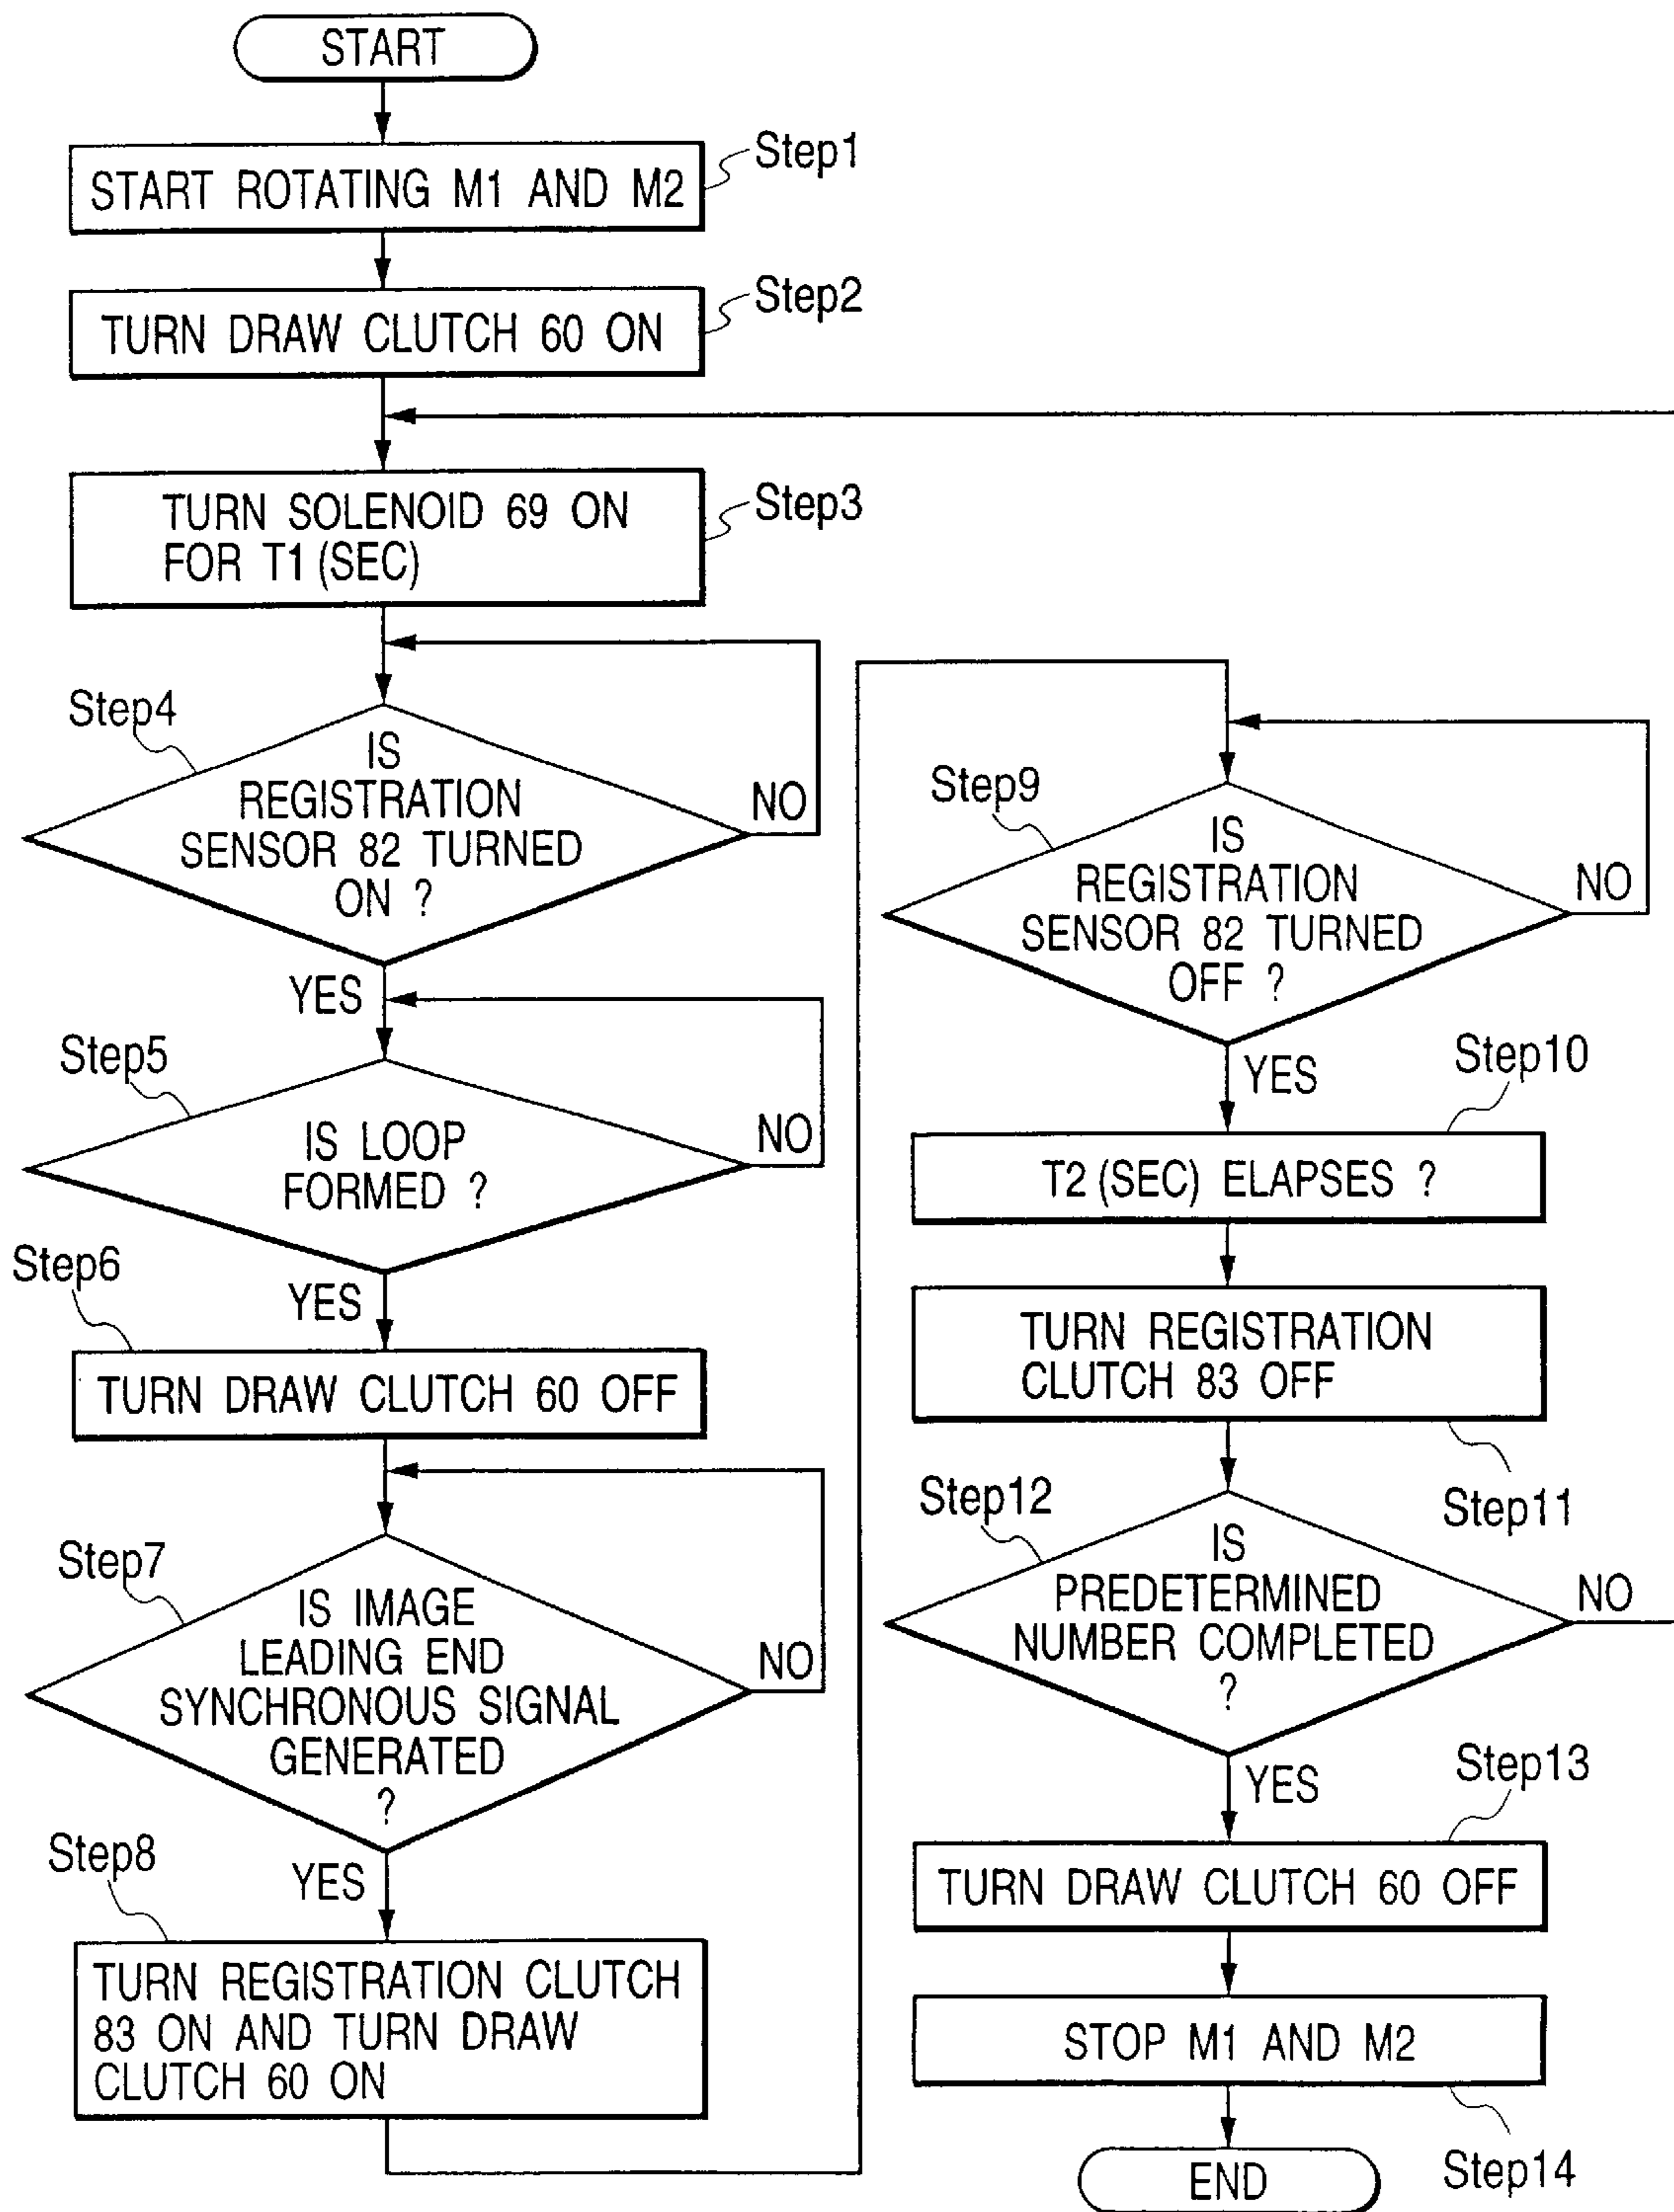 START
Step1
START ROTATING M1 AND M2
Step2
TURN DRAW CLUTCH 60 ON
Step3
TURN SOLENOID 69 ON
FOR T1 (SEC)
Step4
IS
REGISTRATION
SENSOR 82 TURNED
ON ?
NO
YES
Step5
IS LOOP
FORMED ?
NO
YES
Step6
TURN DRAW CLUTCH 60 OFF
Step7
IS IMAGE
LEADING END
SYNCHRONOUS SIGNAL
GENERATED
?
NO
YES
Step8
TURN REGISTRATION CLUTCH
83 ON AND TURN DRAW
CLUTCH 60 ON
Step9
IS
REGISTRATION
SENSOR 82 TURNED
OFF ?
NO
YES
Step10
T2 (SEC) ELAPSES ?
TURN REGISTRATION
CLUTCH 83 OFF
Step11
Step12
IS
PREDETERMINED
NUMBER COMPLETED
?
NO
YES
Step13
TURN DRAW CLUTCH 60 OFF
STOP M1 AND M2
Step14
END